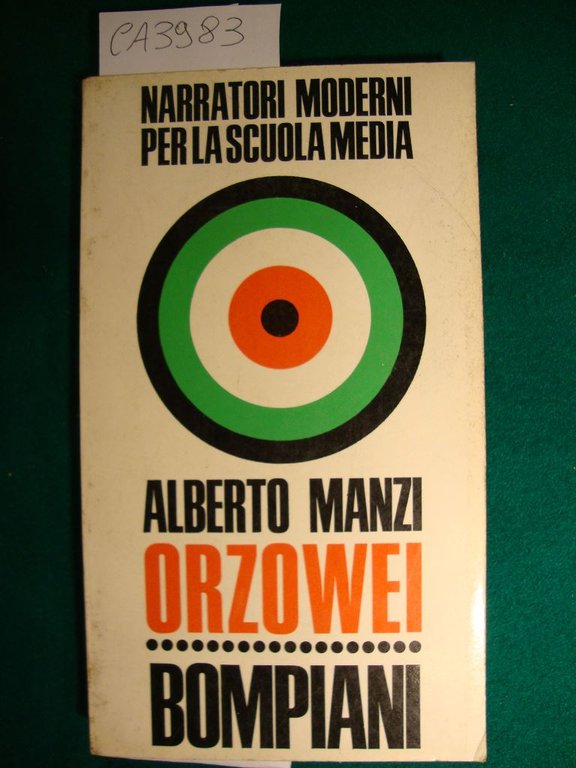 CA3983
NARRATORI MODERNI
PER LA SCUOLA MEDIA
ALBERTO MANZI
ORZOWEI
BOMPIANI